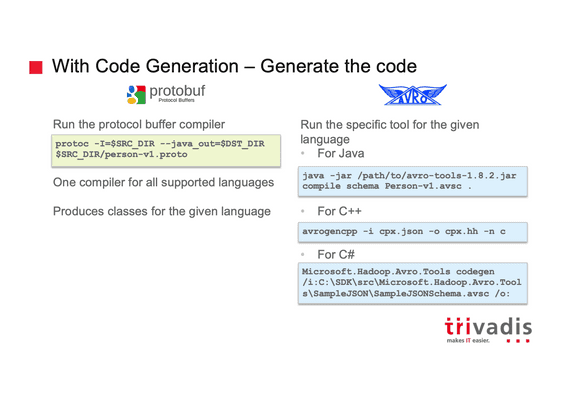 With Code Generation – Generate the code
protobuf
Protocol Buffers
Run the protocol buffer compiler
protoc -I=$SRC_DIR --java_out=$DST_DIR
$SRC_DIR/person-v1.proto
One compiler for all supported languages
Produces classes for the given language
AVRO
Run the specific tool for the given
language
• For Java
java -jar /path/to/avro-tools-1.8.2.jar
compile schema Person-v1.avsc .
• For C++
avrogencpp -i cpx.json -o cpx.hh -n c
• For C#
Microsoft.Hadoop.Avro.Tools codegen
/i:C:\SDK\src\Microsoft.Hadoop.Avro.Tool
s\SampleJSON\SampleJSONSchema.avsc /o:
trivadis
makes IT easier.